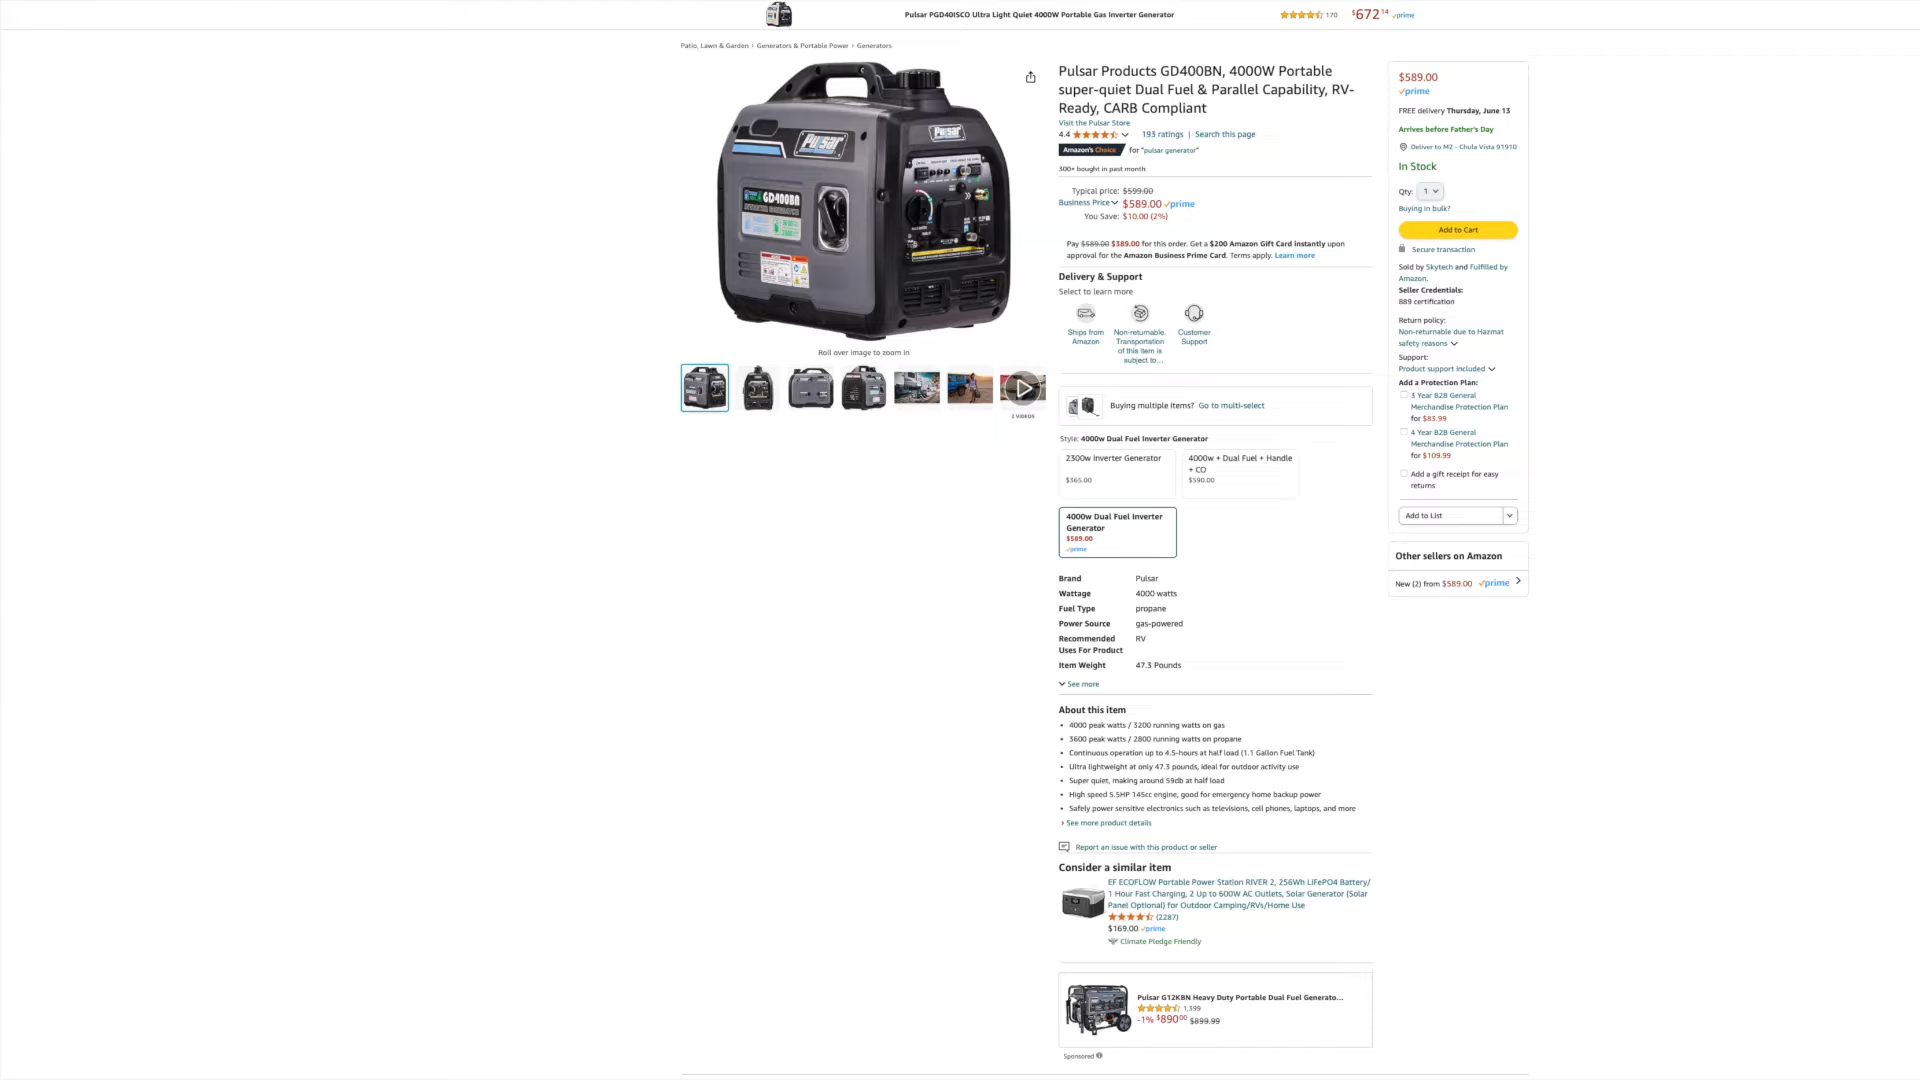 Pulsar PGD40ISCO Ultra Light Quiet 4000W Portable Gas Inverter Generator
170
$672.14
prime
Patio, Lawn & Garden › Generators & Portable Power › Generators
Pulsar
Pulsar
GD400BN
INVERTER GENERATOR
Roll over image to zoom in
2 VIDEOS
Pulsar Products GD400BN, 4000W Portable
super-quiet Dual Fuel & Parallel Capability, RV-
Ready, CARB Compliant
Visit the Pulsar Store
4.4
193 ratings | Search this page
Amazon's Choice for "pulsar generator"
300+ bought in past month
Typical price: $599.00
Business Price $589.00 prime
You Save: $10.00 (2%)
Pay $589.00 $389.00 for this order. Get a $200 Amazon Gift Card instantly upon
approval for the Amazon Business Prime Card. Terms apply. Learn more
Delivery & Support
Select to learn more
Ships from
Amazon
Non-returnable.
Transportation
of this item is
subject to...
Customer
Support
Buying multiple items? Go to multi-select
Style: 4000w Dual Fuel Inverter Generator
2300w Inverter Generator
$365.00
4000w + Dual Fuel + Handle
+ CO
$590.00
4000w Dual Fuel Inverter
Generator
$589.00
prime
Brand Pulsar
Wattage 4000 watts
Fuel Type propane
Power Source gas-powered
Recommended RV
Uses For Product
Item Weight 47.3 Pounds
See more
About this item
• 4000 peak watts / 3200 running watts on gas
• 3600 peak watts / 2800 running watts on propane
• Continuous operation up to 4.5-hours at half load (1.1 Gallon Fuel Tank)
• Ultra lightweight at only 47.3 pounds, ideal for outdoor activity use
• Super quiet, making around 59db at half load
• High speed 5.5HP 145cc engine, good for emergency home backup power
• Safely power sensitive electronics such as televisions, cell phones, laptops, and more
› See more product details
Report an issue with this product or seller
Consider a similar item
EF ECOFLOW Portable Power Station RIVER 2, 256Wh LiFePO4 Battery/
1 Hour Fast Charging, 2 Up to 600W AC Outlets, Solar Generator (Solar
Panel Optional) for Outdoor Camping/RVs/Home Use
(2287)
$169.00 prime
Climate Pledge Friendly
Pulsar G12KBN Heavy Duty Portable Dual Fuel Generato...
1,399
-1% $890.00 $899.99
Sponsored
$589.00
prime
FREE delivery Thursday, June 13
Arrives before Father's Day
Deliver to M2 - Chula Vista 91910
In Stock
Qty: 1
Buying in bulk?
Add to Cart
Secure transaction
Sold by Skytech and Fulfilled by
Amazon.
Seller Credentials:
889 certification
Return policy:
Non-returnable due to Hazmat
safety reasons
Support:
Product support included
Add a Protection Plan:
3 Year B2B General
Merchandise Protection Plan
for $83.99
4 Year B2B General
Merchandise Protection Plan
for $109.99
Add a gift receipt for easy
returns
Add to List
Other sellers on Amazon
New (2) from $589.00 prime